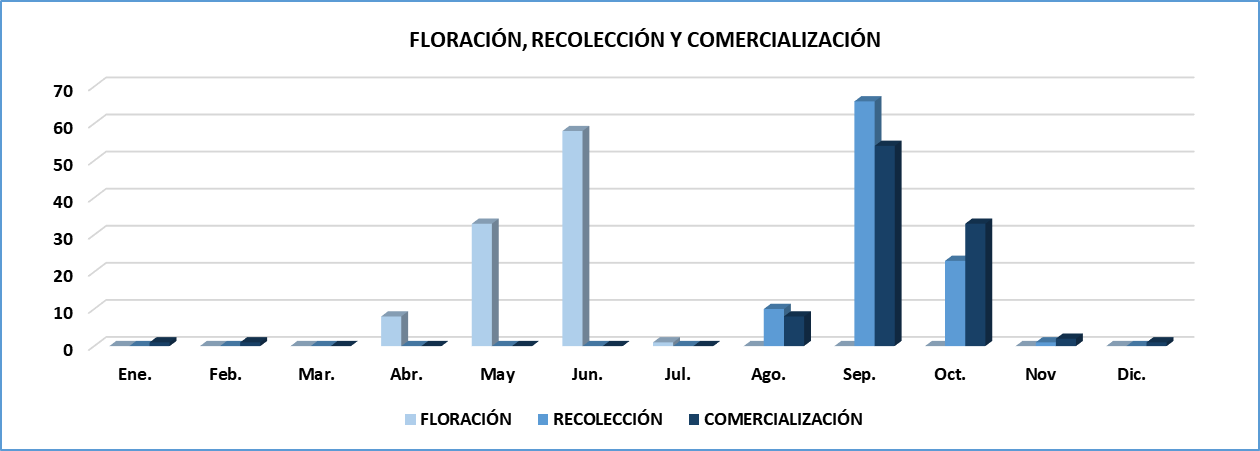 FLORACIÓN, RECOLECCIÓN Y COMERCIALIZACIÓN
70
60
50
40
30
20
10
0
Ene. Feb. Mar. Abr. May Jun. Jul. Ago. Sep. Oct. Nov Dic.
FLORACIÓN RECOLECCIÓN COMERCIALIZACIÓN